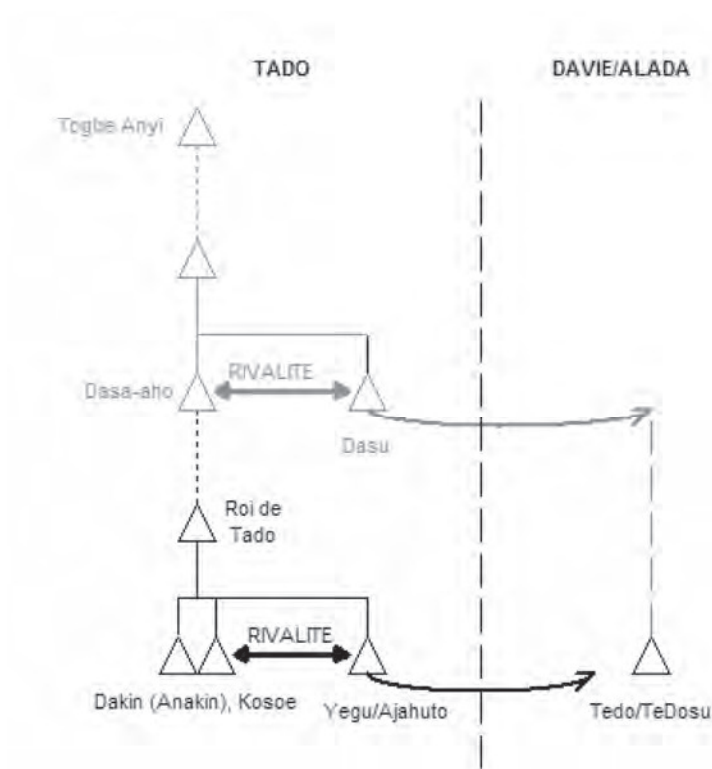 TADO
DAVIE/ALADA
Togbe Anyi
RIVALITE
Dasa-aho
Dasu
Roi de
Tado
RIVALITE
Dakin (Anakin), Kosoe
Yegu/Ajahuto
Tedo/TeDosu